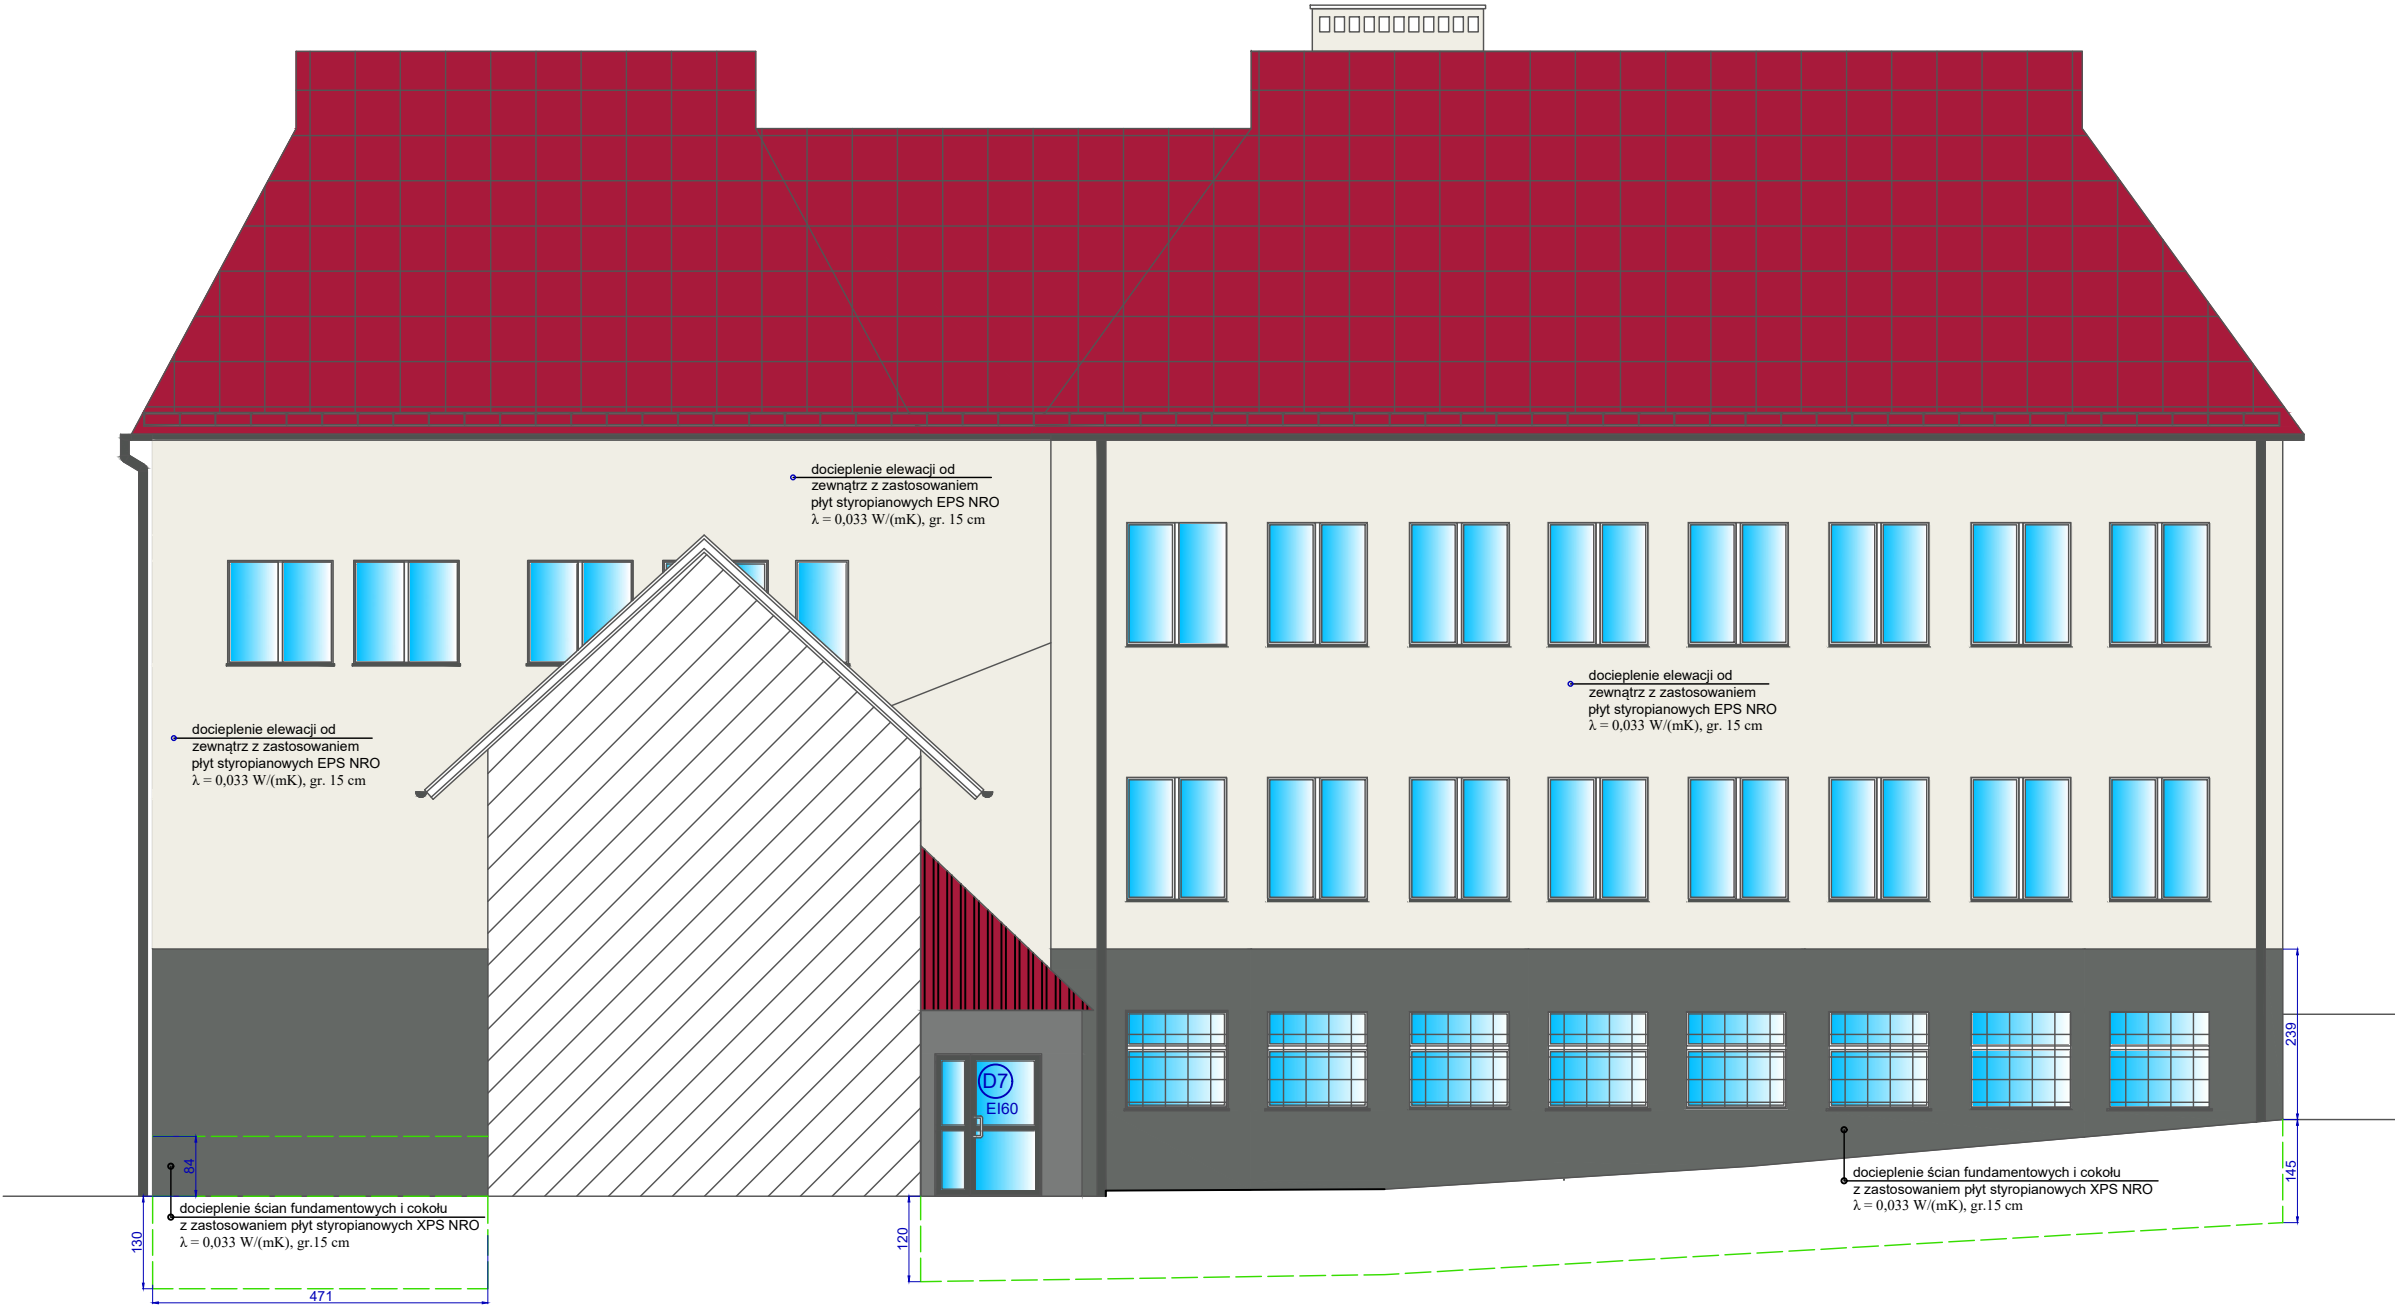 docieplenie elewacji od
zewnątrz z zastosowaniem
płyt styropianowych EPS NRO
λ = 0,033 W/(mK), gr. 15 cm
docieplenie elewacji od
zewnątrz z zastosowaniem
płyt styropianowych EPS NRO
λ = 0,033 W/(mK), gr. 15 cm
docieplenie elewacji od
zewnątrz z zastosowaniem
płyt styropianowych EPS NRO
λ = 0,033 W/(mK), gr. 15 cm
239
D7
EI60
84
145
docieplenie ścian fundamentowych i cokołu
z zastosowaniem płyt styropianowych XPS NRO
λ = 0,033 W/(mK), gr.15 cm
docieplenie ścian fundamentowych i cokołu
z zastosowaniem płyt styropianowych XPS NRO
λ = 0,033 W/(mK), gr.15 cm
130
120
471